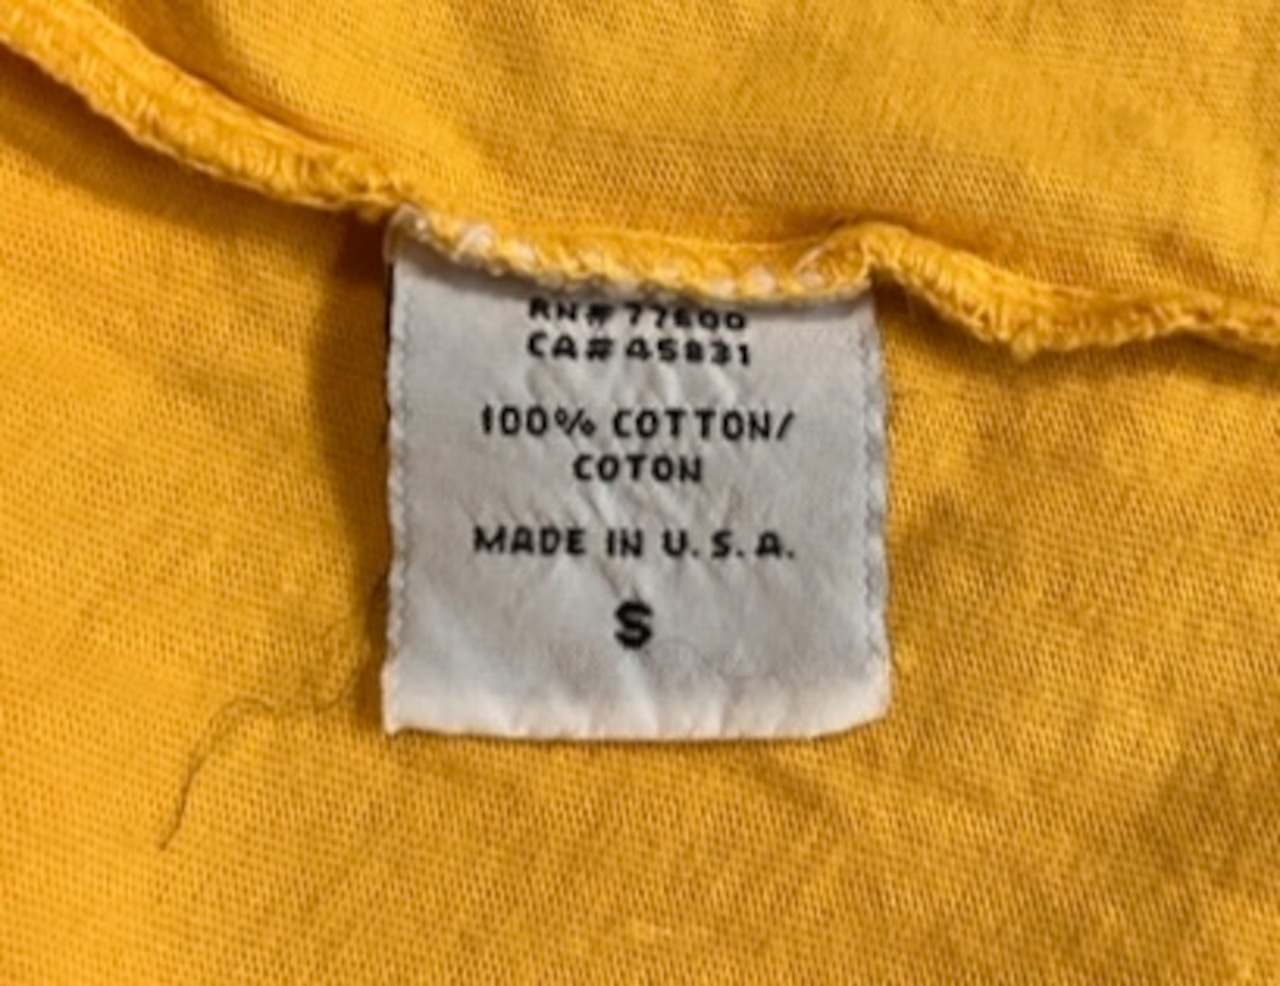 RN# 77600
CA# 45831
100% COTTON/
COTON
MADE IN U.S.A.
S